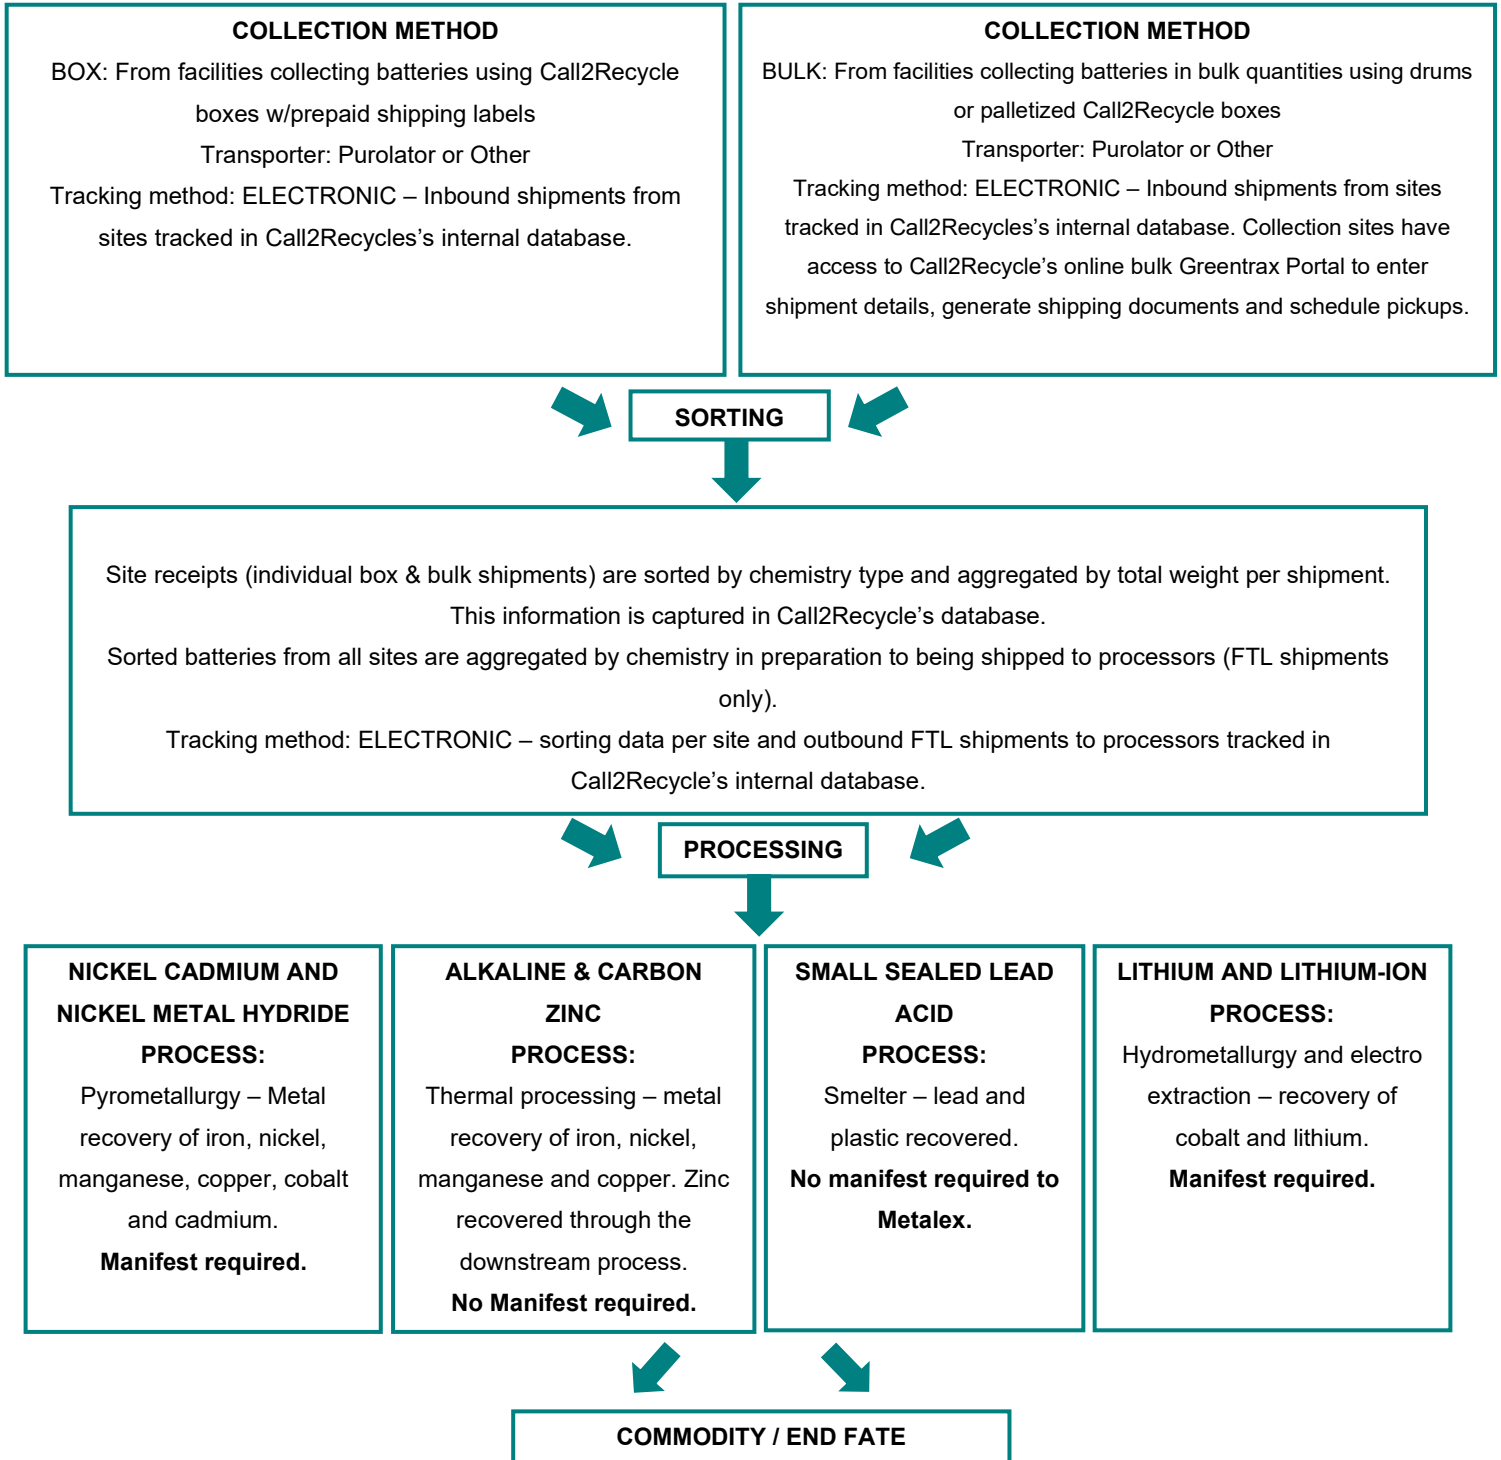 COLLECTION METHOD
BOX: From facilities collecting batteries using Call2Recycle
boxes w/prepaid shipping labels
Transporter: Purolator or Other
Tracking method: ELECTRONIC – Inbound shipments from
sites tracked in Call2Recycles's internal database.
COLLECTION METHOD
BULK: From facilities collecting batteries in bulk quantities using drums
or palletized Call2Recycle boxes
Transporter: Purolator or Other
Tracking method: ELECTRONIC – Inbound shipments from sites
tracked in Call2Recycles's internal database. Collection sites have
access to Call2Recycle's online bulk Greentrax Portal to enter
shipment details, generate shipping documents and schedule pickups.
SORTING
Site receipts (individual box & bulk shipments) are sorted by chemistry type and aggregated by total weight per shipment.
This information is captured in Call2Recycle's database.
Sorted batteries from all sites are aggregated by chemistry in preparation to being shipped to processors (FTL shipments
only).
Tracking method: ELECTRONIC – sorting data per site and outbound FTL shipments to processors tracked in
Call2Recycle's internal database.
PROCESSING
NICKEL CADMIUM AND
NICKEL METAL HYDRIDE
PROCESS:
Pyrometallurgy – Metal
recovery of iron, nickel,
manganese, copper, cobalt
and cadmium.
Manifest required.
ALKALINE & CARBON
ZINC
PROCESS:
Thermal processing – metal
recovery of iron, nickel,
manganese and copper. Zinc
recovered through the
downstream process.
No Manifest required.
SMALL SEALED LEAD
ACID
PROCESS:
Smelter – lead and
plastic recovered.
No manifest required to
Metalex.
LITHIUM AND LITHIUM-ION
PROCESS:
Hydrometallurgy and electro
extraction – recovery of
cobalt and lithium.
Manifest required.
COMMODITY / END FATE